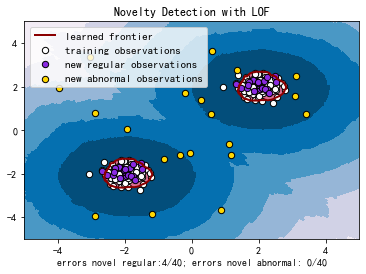 Novelty Detection with LOF
learned frontier
training observations
new regular observations
new abnormal observations
4
2
0
−2
−4
−4
−2
0
2
4
errors novel regular:4/40; errors novel abnormal: 0/40